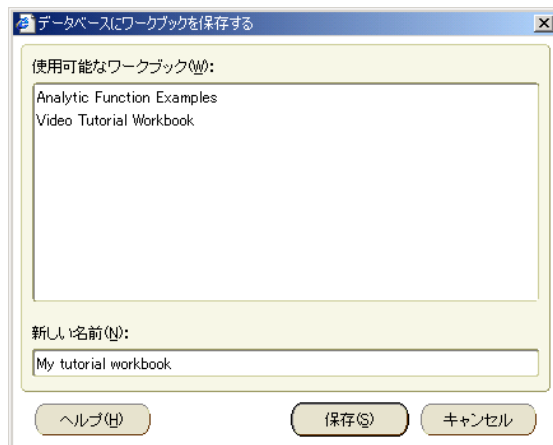 データベースにワークブックを保存する
使用可能なワークブック(W):
Analytic Function Examples
Video Tutorial Workbook
新しい名前(N):
My tutorial workbook
ヘルプ(H) 保存(S) キャンセル